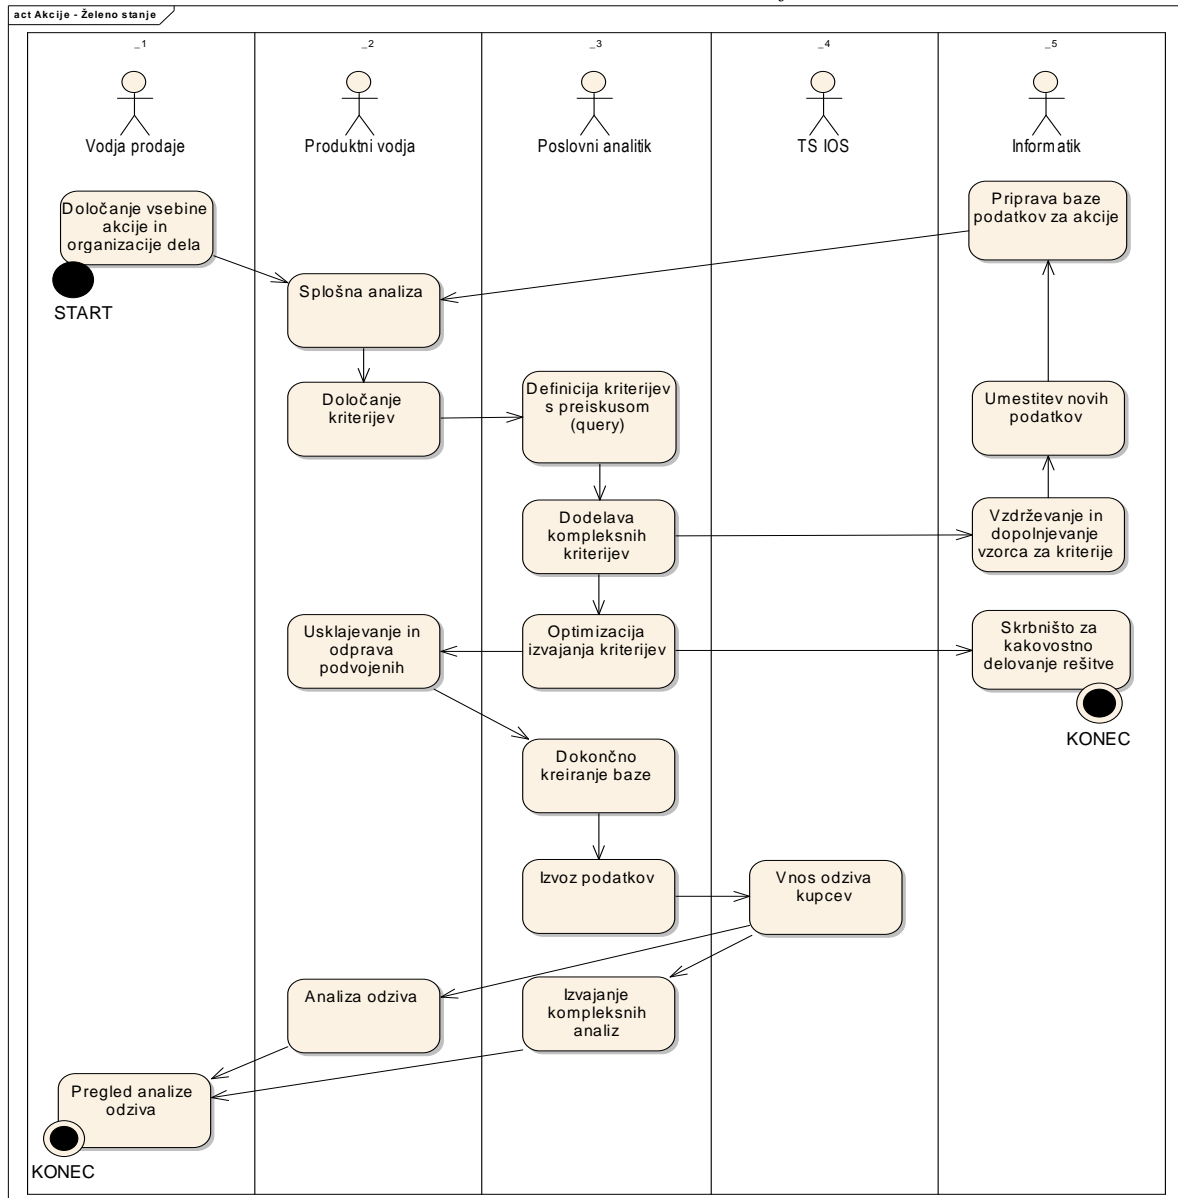 act Akcije - Želeno stanje
_1
_2
_3
_4
_5
Vodja prodaje
Produktni vodja
Poslovni analitik
TS IOS
Informatik
Določanje vsebine
akcije in
organizacije dela
START
Priprava baze
podatkov za akcije
Splošna analiza
Določanje
kriterijev
Definicija kriterijev
s preiskusom
(query)
Umestitev novih
podatkov
Dodelava
kompleksnih
kriterijev
Vzdrževanje in
dopolnjevanje
vzorca za kriterije
Usklajevanje in
odprava
podvojenih
Optimizacija
izvajanja kriterijev
Skrbništo za
kakovostno
delovanje rešitve
KONEC
Dokončno
kreiranje baze
Izvoz podatkov
Vnos odziva
kupcev
Analiza odziva
Izvajanje
kompleksnih
analiz
Pregled analize
odziva
KONEC